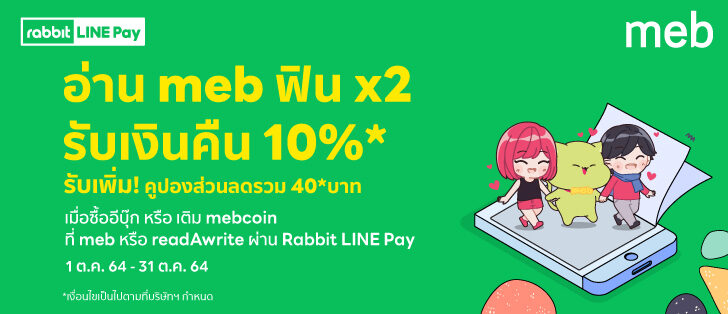 rabbit LINE Pay
meb
อ่าน meb ฟิน x2
รับเงินคืน 10%*
รับเพิ่ม! คูปองส่วนลดรวม 40*บาท
เมื่อซื้ออีบุ๊ก หรือ เติม mebcoin
ที่ meb หรือ readAwrite ผ่าน Rabbit LINE Pay
1 ต.ค. 64 - 31 ต.ค. 64
*เงื่อนไขเป็นไปตามที่บริษัทฯ กำหนด